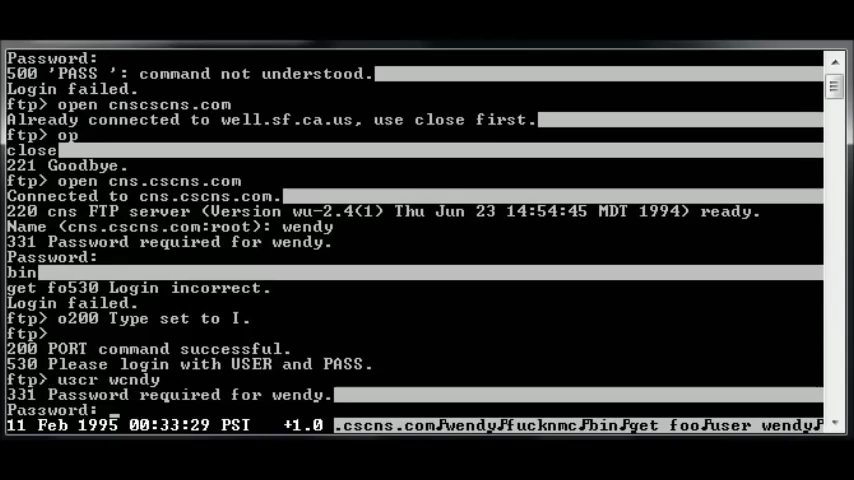 Password:
500 'PASS ': command not understood.
Login failed.
ftp> open cnscscns.com
Already connected to well.sf.ca.us, use close first.
ftp> op
close
221 Goodbye.
ftp> open cns.cscns.com
Connected to cns.cscns.com.
220 cns FTP server (Version wu-2.4(1) Thu Jun 23 14:54:45 MDT 1994) ready.
Name (cns.cscns.com:root): wendy
331 Password required for wendy.
Password:
bin
get fo530 Login incorrect.
Login failed.
ftp> o200 Type set to I.
ftp>
200 PORT command successful.
530 Please login with USER and PASS.
ftp> user wendy
331 Password required for wendy.
Password: _
11 Feb 1995 00:33:29 PST +1.0 .cscns.com♪wendy♪fucknmc♪bin♪get foo♪user wendy♪